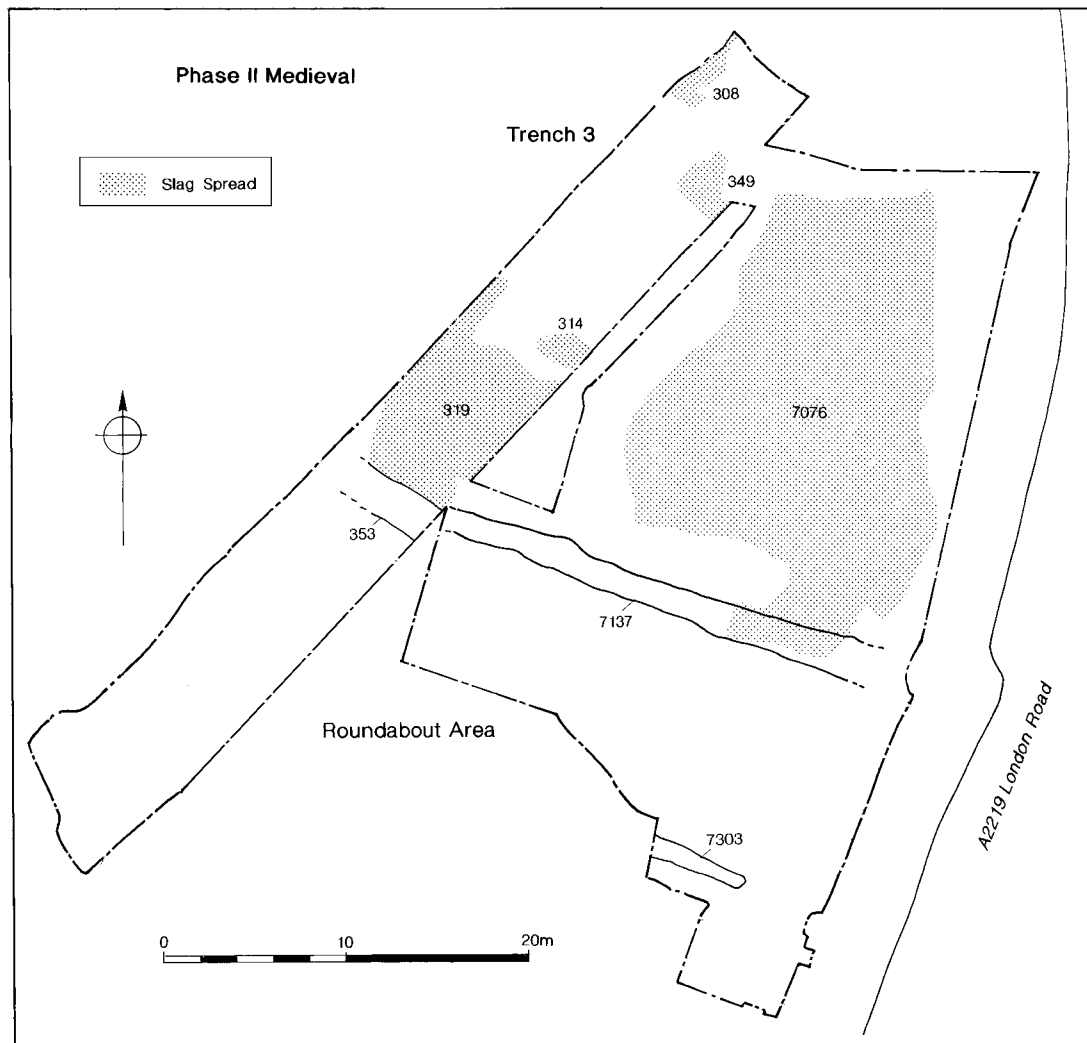 Phase II Medieval
Slag Spread
Trench 3
308
349
314
319
7076
353
7137
Roundabout Area
7303
A2219 London Road
0 10 20m